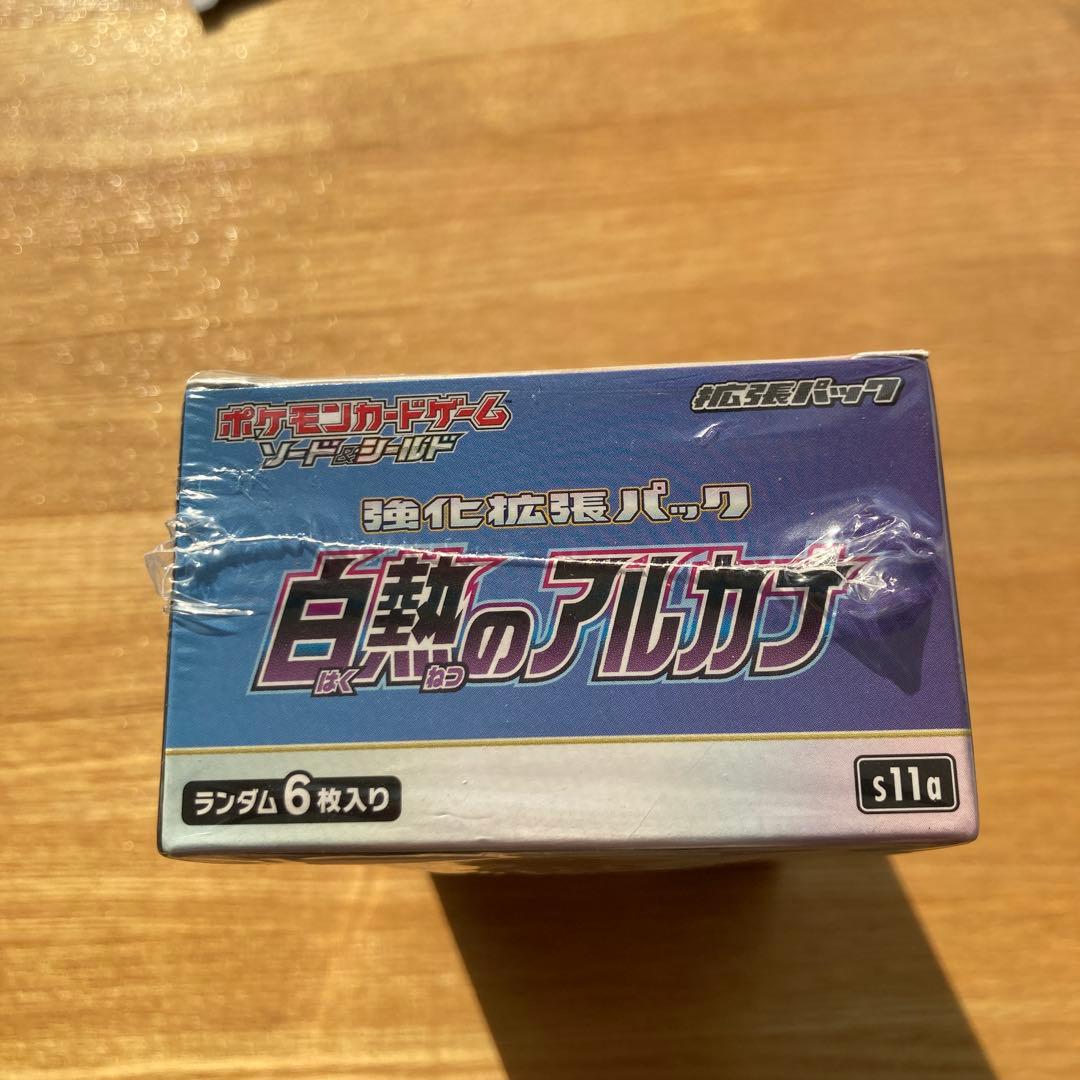 ポケモンカードゲーム
ソード&シールド
拡張パック
強化拡張パック
白熱のアルカナ
はく ねつ
ランダム6枚入り
s11a